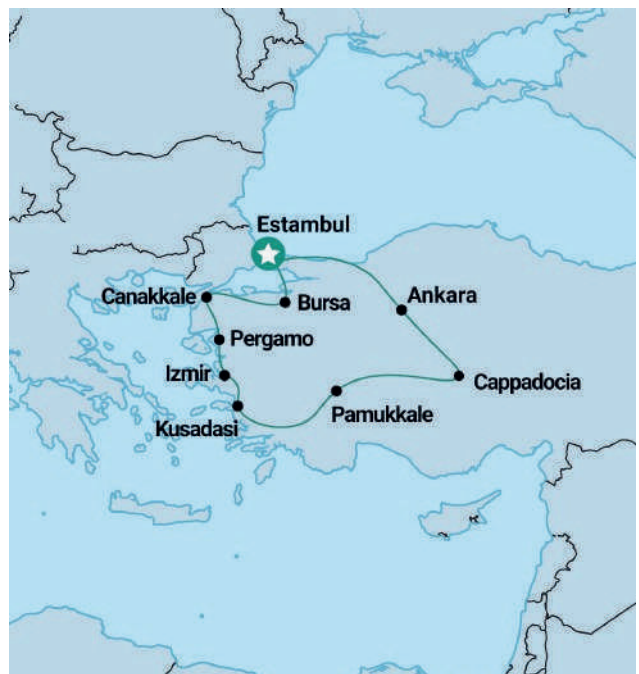 Estambul
Canakkale
Bursa
Ankara
Pergamo
Izmir
Cappadocia
Kusadasi
Pamukkale